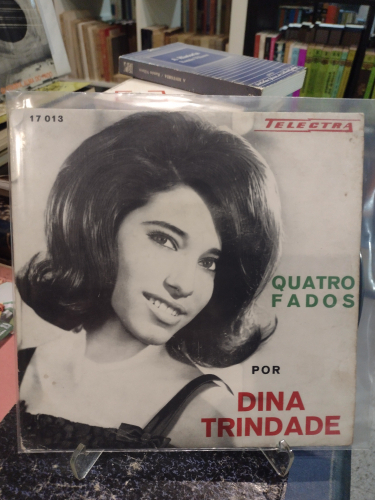 17 013
TELECTRA
QUATRO
FADOS
POR
DINA
TRINDADE